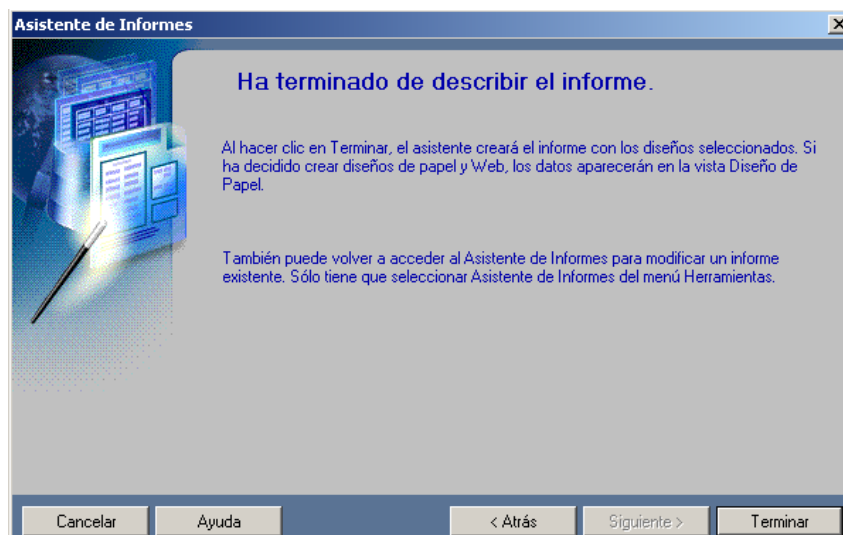 Asistente de Informes
Ha terminado de describir el informe.
Al hacer clic en Terminar, el asistente creará el informe con los diseños seleccionados. Si
ha decidido crear diseños de papel y Web, los datos aparecerán en la vista Diseño de
Papel.
También puede volver a acceder al Asistente de Informes para modificar un informe
existente. Sólo tiene que seleccionar Asistente de Informes del menú Herramientas.
Cancelar
Ayuda
< Atrás
Siguiente >
Terminar